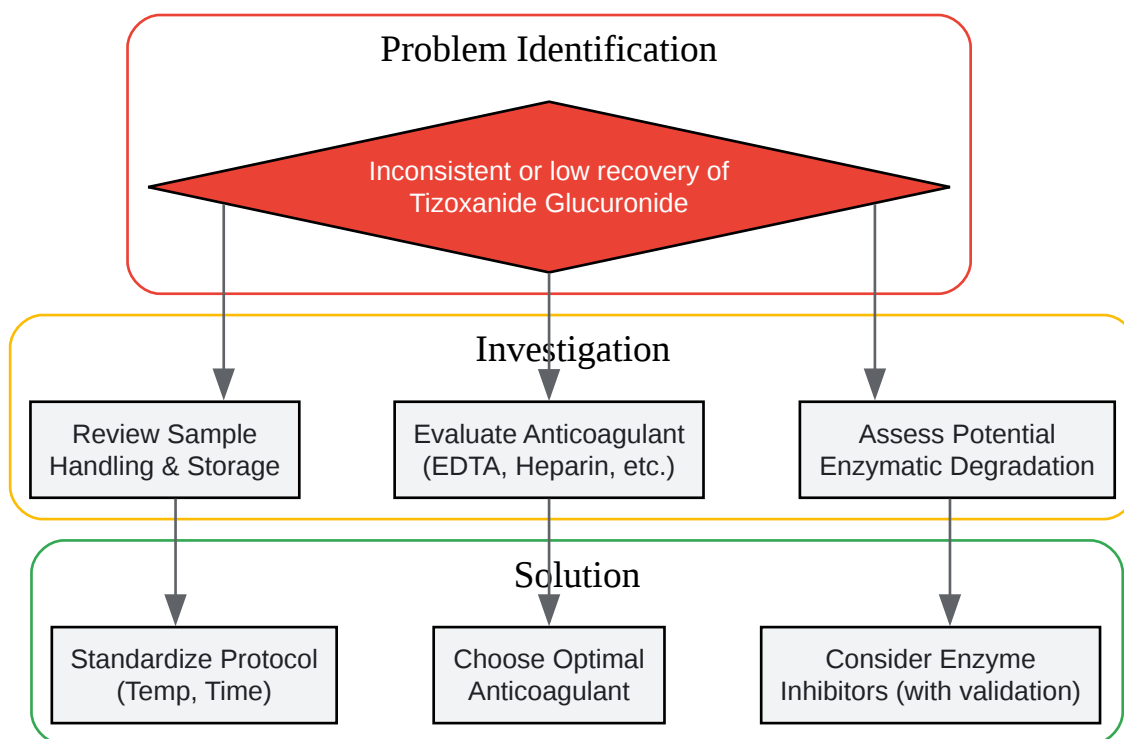 Problem Identification
Inconsistent or low recovery of
Tizoxanide Glucuronide
Investigation
Review Sample
Handling & Storage
Evaluate Anticoagulant
(EDTA, Heparin, etc.)
Assess Potential
Enzymatic Degradation
Solution
Standardize Protocol
(Temp, Time)
Choose Optimal
Anticoagulant
Consider Enzyme
Inhibitors (with validation)